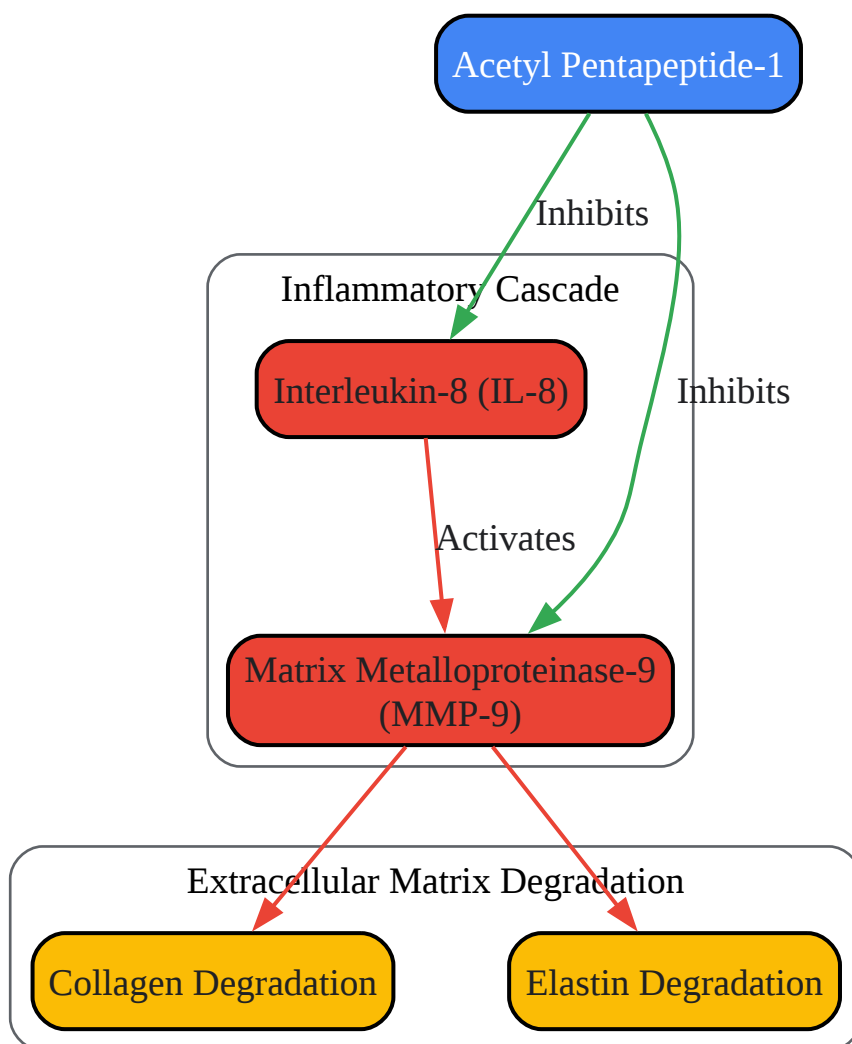 Acetyl Pentapeptide-1
Inhibits
Inflammatory Cascade
Interleukin-8 (IL-8)
Inhibits
Activates
Matrix Metalloproteinase-9
(MMP-9)
Extracellular Matrix Degradation
Collagen Degradation
Elastin Degradation